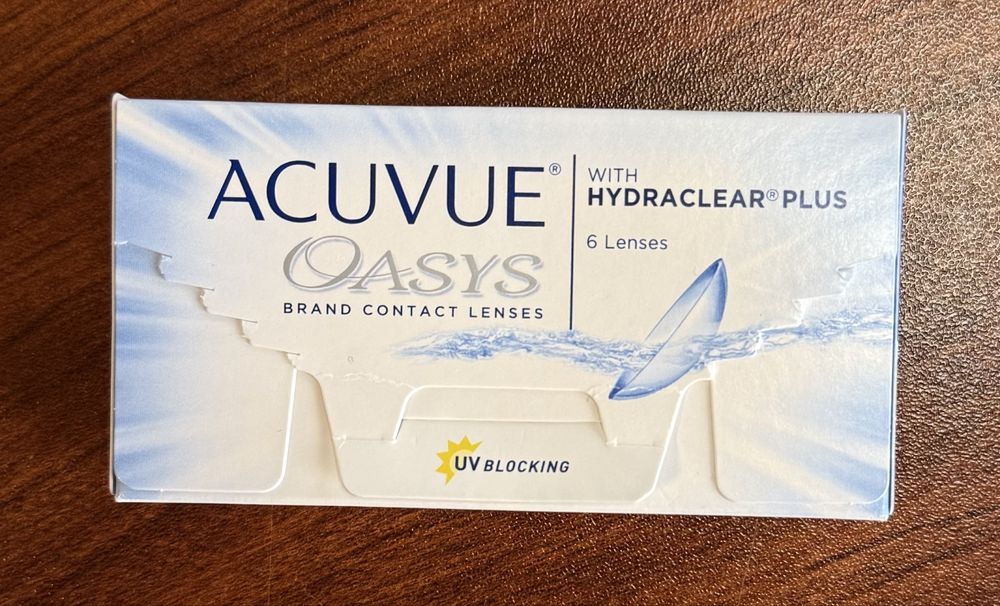 ACUVUE®
OASYS
BRAND CONTACT LENSES
WITH
HYDRACLEAR® PLUS
6 Lenses
UV BLOCKING